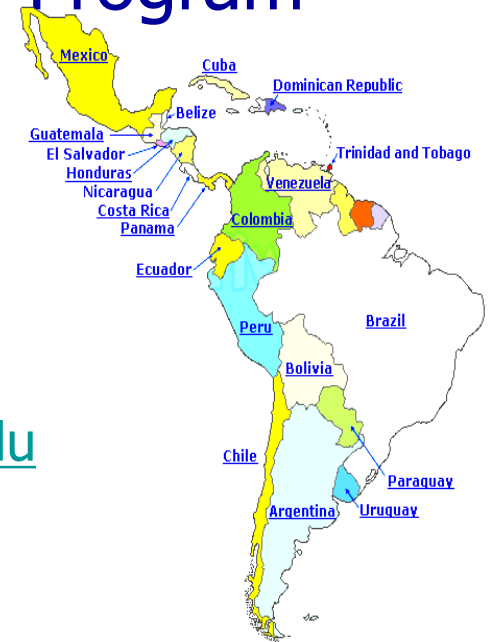 Program
Mexico
Cuba
Dominican Republic
Belize
Guatemala
El Salvador
Honduras
Nicaragua
Costa Rica
Panama
Trinidad and Tobago
Venezuela
Colombia
Ecuador
Peru
Brazil
Bolivia
Chile
Paraguay
Argentina
Uruguay